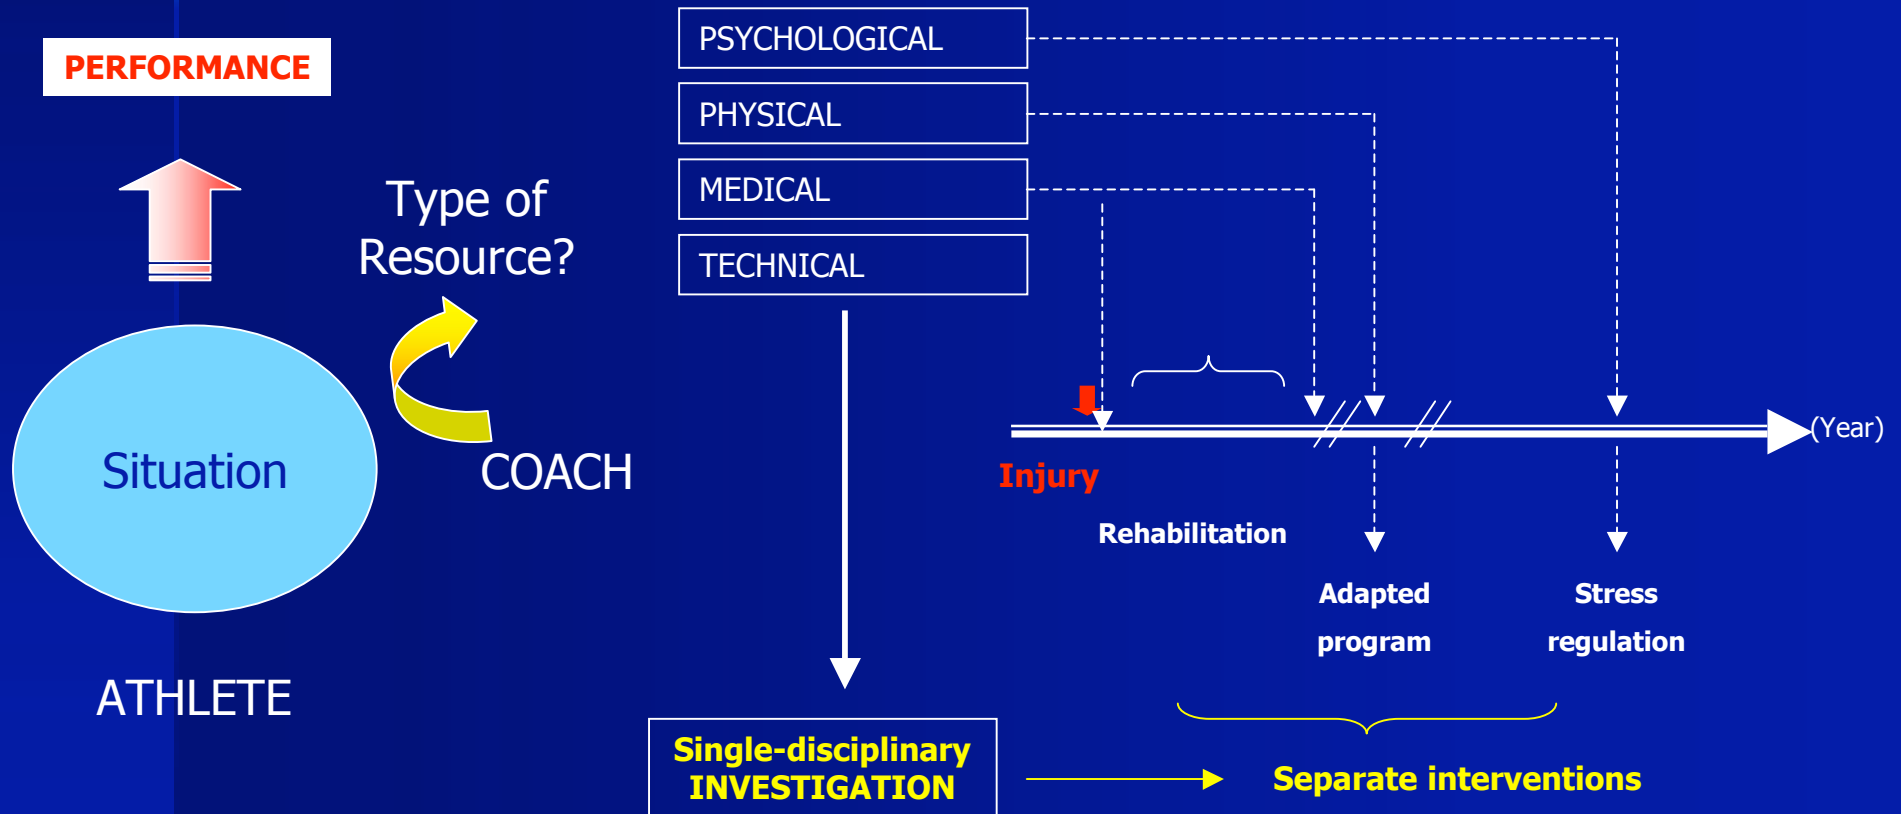 PERFORMANCE
Type of
Resource?
Situation
COACH
ATHLETE
PSYCHOLOGICAL
PHYSICAL
MEDICAL
TECHNICAL
(Year)
Injury
Rehabilitation
Adapted
program
Stress
regulation
Single-disciplinary
INVESTIGATION
Separate interventions